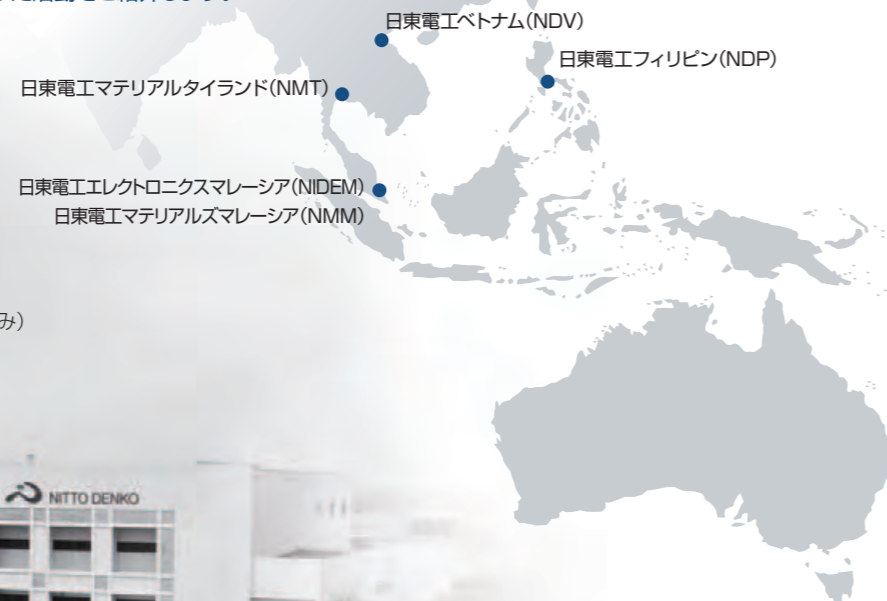 日東電工ベトナム(NDV)
日東電工フィリピン(NDP)
日東電工マテリアルタイランド(NMT)
日東電工エレクトロニクスマレーシア(NIDEM)
日東電工マテリアルズマレーシア(NMM)
み)
NITTO DENKO